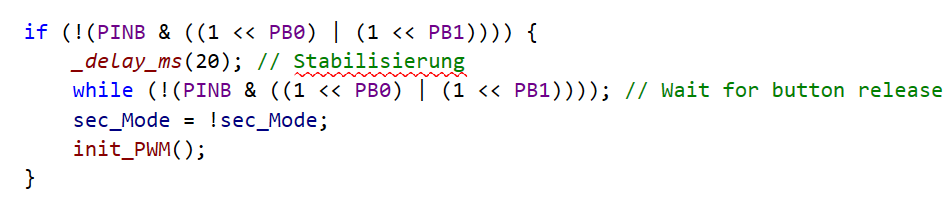 if (!(PINB & ((1 << PB0) | (1 << PB1)))) {
    _delay_ms(20); // Stabilisierung
    while (!(PINB & ((1 << PB0) | (1 << PB1)))); // Wait for button release
    sec_Mode = !sec_Mode;
    init_PWM();
}